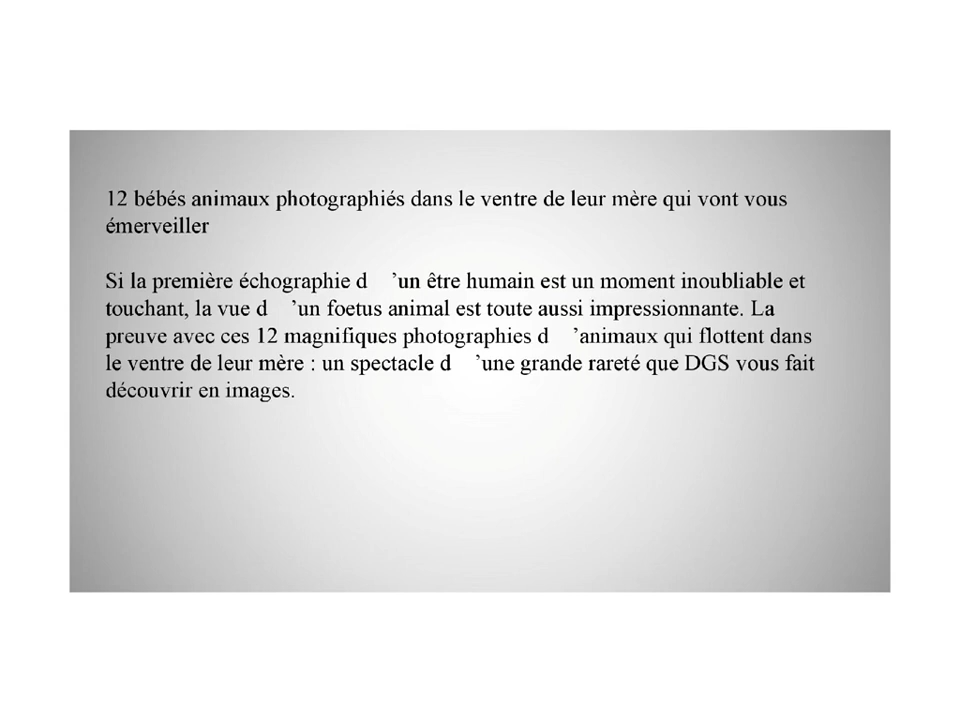 12 bébés animaux photographiés dans le ventre de leur mère qui vont vous
émerveiller
Si la première échographie d ’un être humain est un moment inoubliable et
touchant, la vue d ’un foetus animal est toute aussi impressionnante. La
preuve avec ces 12 magnifiques photographies d ’animaux qui flottent dans
le ventre de leur mère : un spectacle d ’une grande rareté que DGS vous fait
découvrir en images.